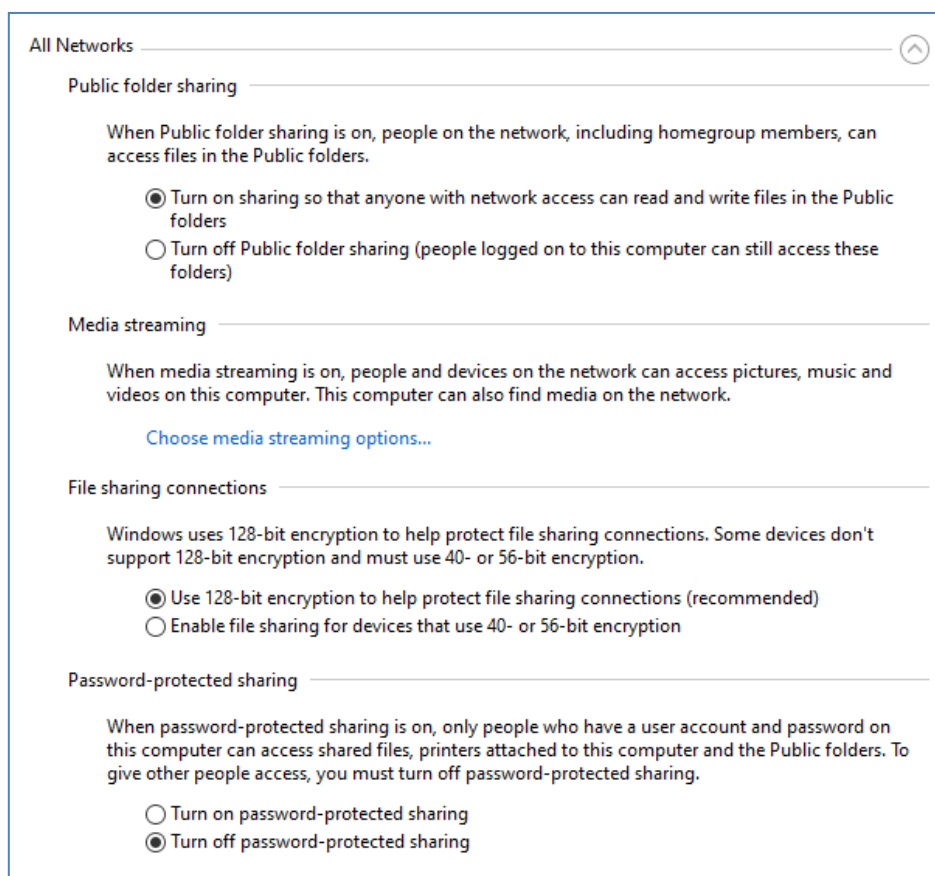 All Networks
Public folder sharing
When Public folder sharing is on, people on the network, including homegroup members, can
access files in the Public folders.
Turn on sharing so that anyone with network access can read and write files in the Public
folders
Turn off Public folder sharing (people logged on to this computer can still access these
folders)
Media streaming
When media streaming is on, people and devices on the network can access pictures, music and
videos on this computer. This computer can also find media on the network.
Choose media streaming options...
File sharing connections
Windows uses 128-bit encryption to help protect file sharing connections. Some devices don't
support 128-bit encryption and must use 40- or 56-bit encryption.
Use 128-bit encryption to help protect file sharing connections (recommended)
Enable file sharing for devices that use 40- or 56-bit encryption
Password-protected sharing
When password-protected sharing is on, only people who have a user account and password on
this computer can access shared files, printers attached to this computer and the Public folders. To
give other people access, you must turn off password-protected sharing.
Turn on password-protected sharing
Turn off password-protected sharing